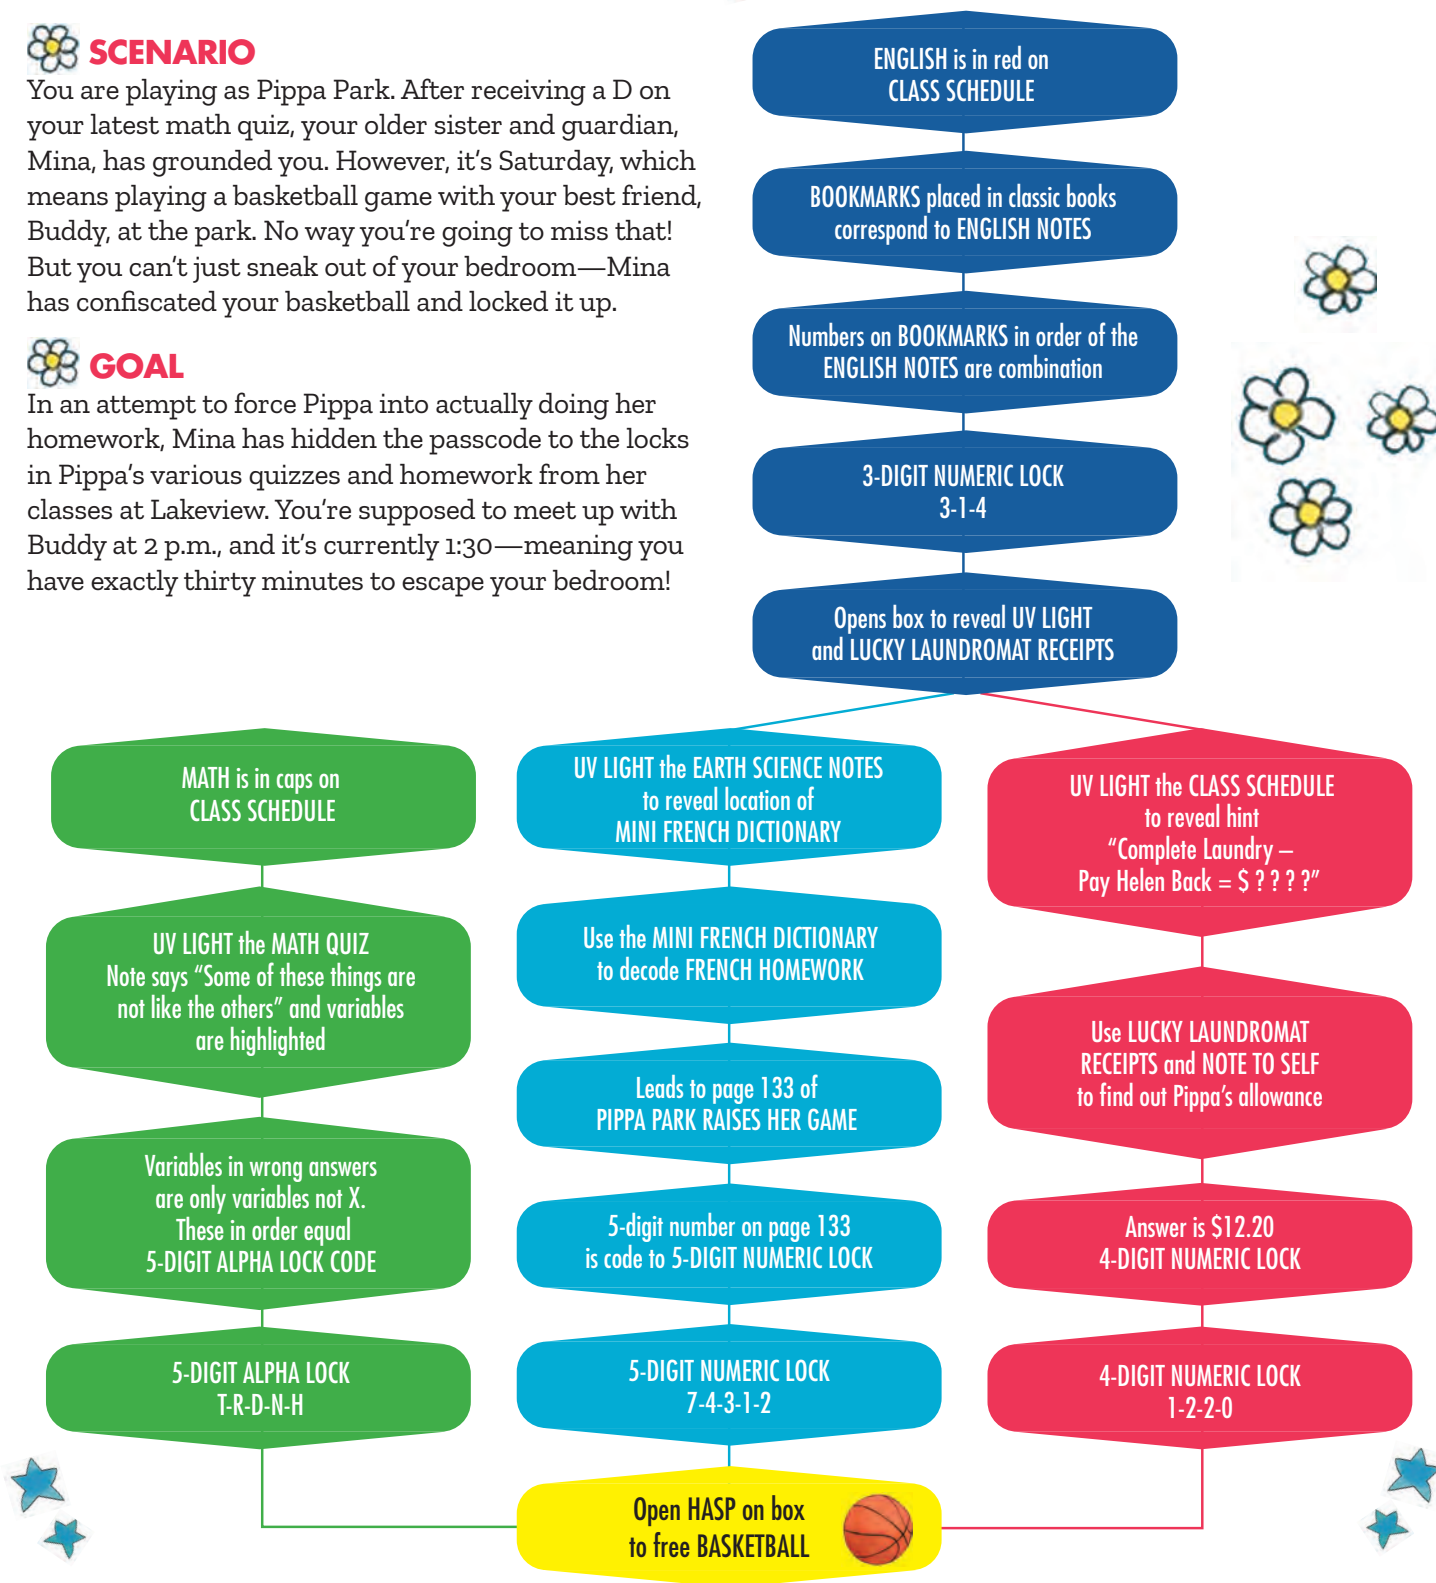 SCENARIO
You are playing as Pippa Park. After receiving a D on
your latest math quiz, your older sister and guardian,
Mina, has grounded you. However, it's Saturday, which
means playing a basketball game with your best friend,
Buddy, at the park. No way you're going to miss that!
But you can't just sneak out of your bedroom—Mina
has confiscated your basketball and locked it up.
GOAL
In an attempt to force Pippa into actually doing her
homework, Mina has hidden the passcode to the locks
in Pippa's various quizzes and homework from her
classes at Lakeview. You're supposed to meet up with
Buddy at 2 p.m., and it's currently 1:30—meaning you
have exactly thirty minutes to escape your bedroom!
ENGLISH is in red on
CLASS SCHEDULE
BOOKMARKS placed in classic books
correspond to ENGLISH NOTES
Numbers on BOOKMARKS in order of the
ENGLISH NOTES are combination
3-DIGIT NUMERIC LOCK
3-1-4
Opens box to reveal UV LIGHT
and LUCKY LAUNDROMAT RECEIPTS
MATH is in caps on
CLASS SCHEDULE
UV LIGHT the MATH QUIZ
Note says “Some of these things are
not like the others” and variables
are highlighted
Variables in wrong answers
are only variables not X.
These in order equal
5-DIGIT ALPHA LOCK CODE
5-DIGIT ALPHA LOCK
T-R-D-N-H
UV LIGHT the EARTH SCIENCE NOTES
to reveal location of
MINI FRENCH DICTIONARY
Use the MINI FRENCH DICTIONARY
to decode FRENCH HOMEWORK
Leads to page 133 of
PIPPA PARK RAISES HER GAME
5-digit number on page 133
is code to 5-DIGIT NUMERIC LOCK
5-DIGIT NUMERIC LOCK
7-4-3-1-2
UV LIGHT the CLASS SCHEDULE
to reveal hint
“Complete Laundry –
Pay Helen Back = $ ? ? ? ?”
Use LUCKY LAUNDROMAT
RECEIPTS and NOTE TO SELF
to find out Pippa's allowance
Answer is $12.20
4-DIGIT NUMERIC LOCK
4-DIGIT NUMERIC LOCK
1-2-2-0
Open HASP on box
to free BASKETBALL